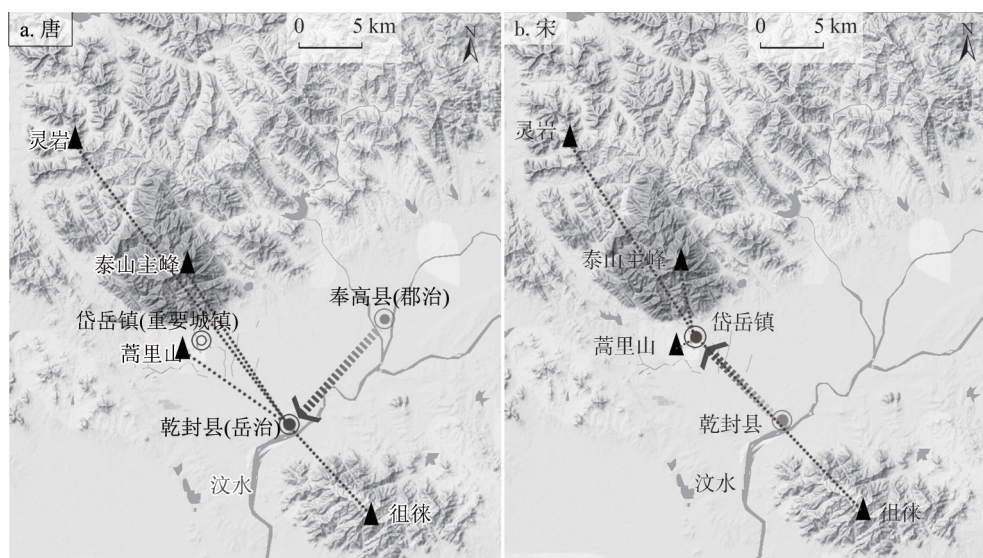 a. 唐
0 5 km
N
灵岩
泰山主峰
奉高县(郡治)
岱岳镇(重要城镇)
蒿里山
乾封县(岳治)
汶水
徂徕
b. 宋
0 5 km
N
灵岩
泰山主峰
岱岳镇
蒿里山
乾封县
汶水
徂徕